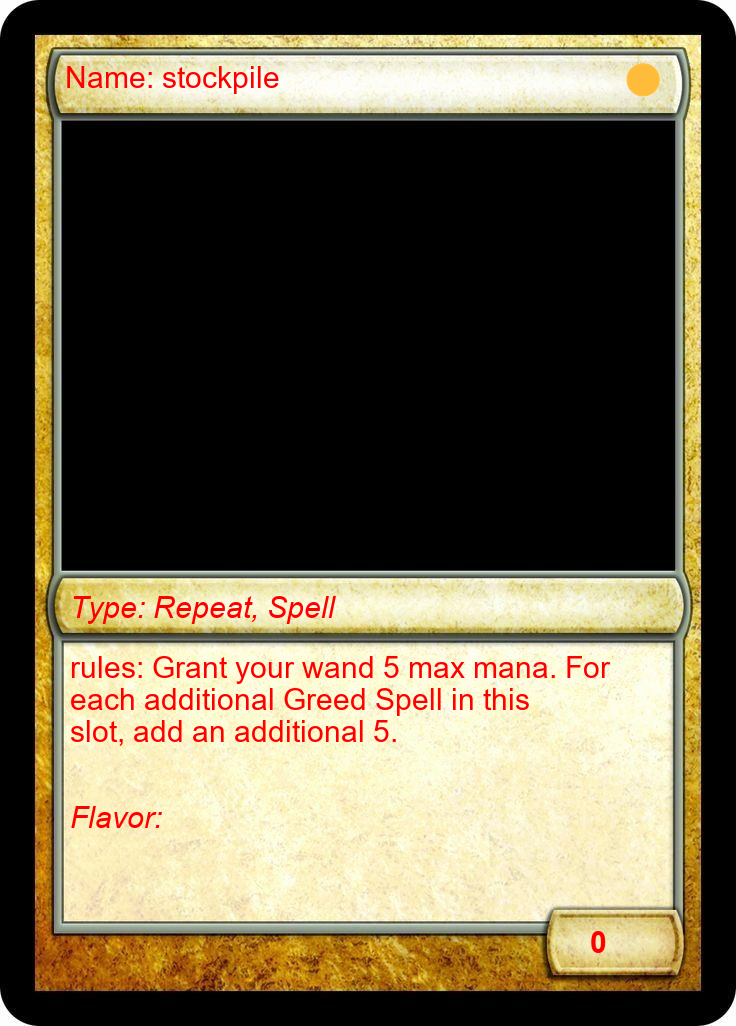 Name: stockpile
Type: Repeat, Spell
rules: Grant your wand 5 max mana. For
each additional Greed Spell in this
slot, add an additional 5.
Flavor:
0